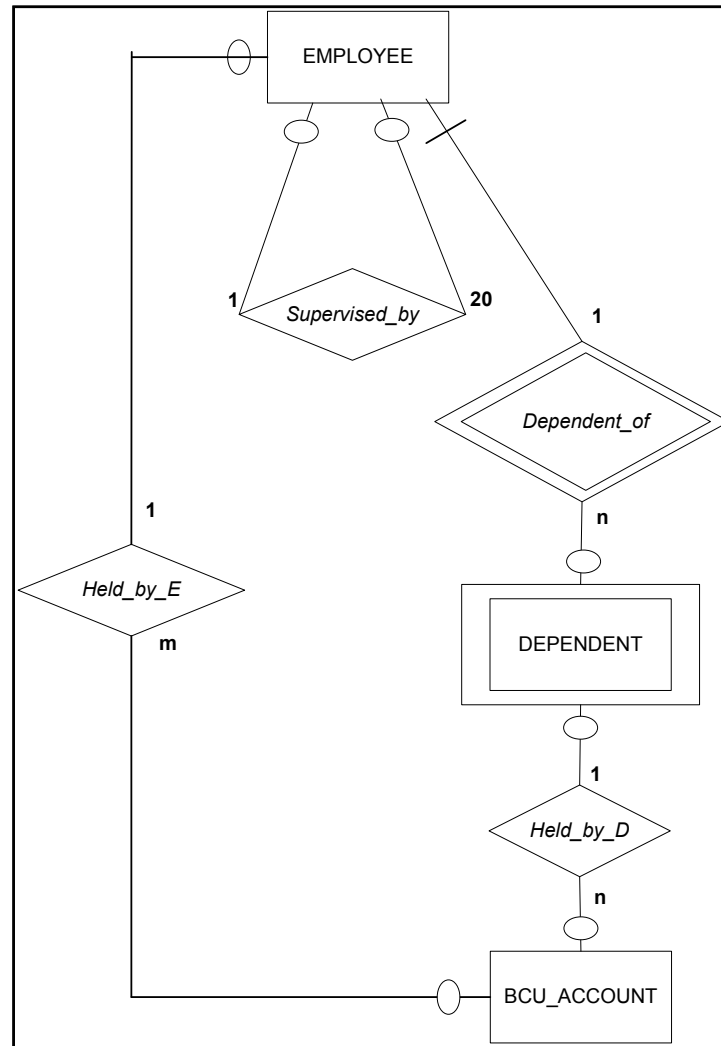 EMPLOYEE
1
Supervised_by
20
1
Dependent_of
n
1
Held_by_E
m
DEPENDENT
1
Held_by_D
n
BCU_ACCOUNT